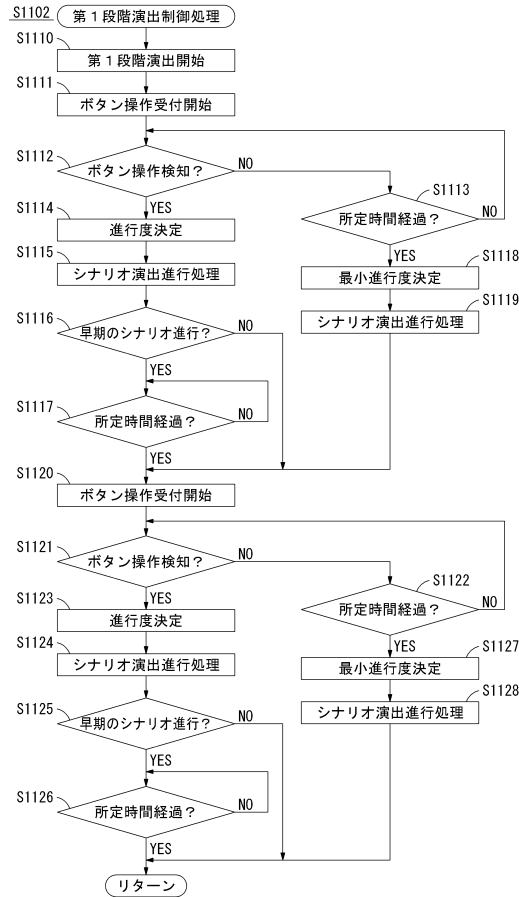 S1102
第1段階演出制御処理
S1110
第1段階演出開始
S1111
ボタン操作受付開始
S1112
ボタン操作検知？
NO
YES
S1113
所定時間経過？
NO
YES
S1114
進行度決定
S1118
最小進行度決定
S1115
シナリオ演出進行処理
S1119
シナリオ演出進行処理
S1116
早期のシナリオ進行？
NO
YES
S1117
所定時間経過？
NO
YES
S1120
ボタン操作受付開始
S1121
ボタン操作検知？
NO
YES
S1122
所定時間経過？
NO
YES
S1123
進行度決定
S1127
最小進行度決定
S1124
シナリオ演出進行処理
S1128
シナリオ演出進行処理
S1125
早期のシナリオ進行？
NO
YES
S1126
所定時間経過？
NO
YES
リターン